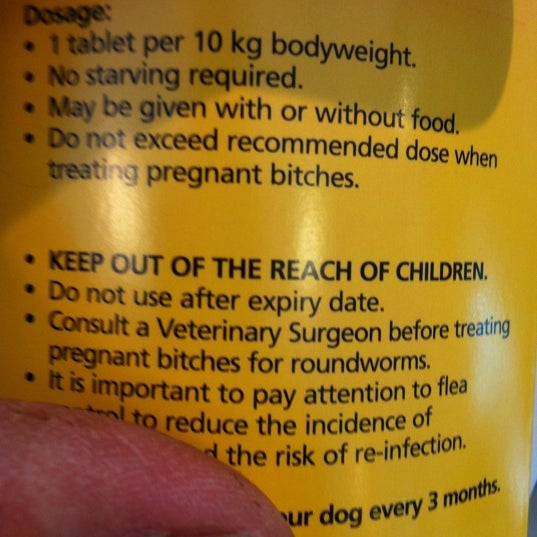 Dosage:
• 1 tablet per 10 kg bodyweight.
• No starving required.
• May be given with or without food.
• Do not exceed recommended dose when
treating pregnant bitches.
• KEEP OUT OF THE REACH OF CHILDREN.
• Do not use after expiry date.
• Consult a Veterinary Surgeon before treating
pregnant bitches for roundworms.
• It is important to pay attention to flea
to reduce the incidence of
the risk of re-infection.
dog every 3 months.